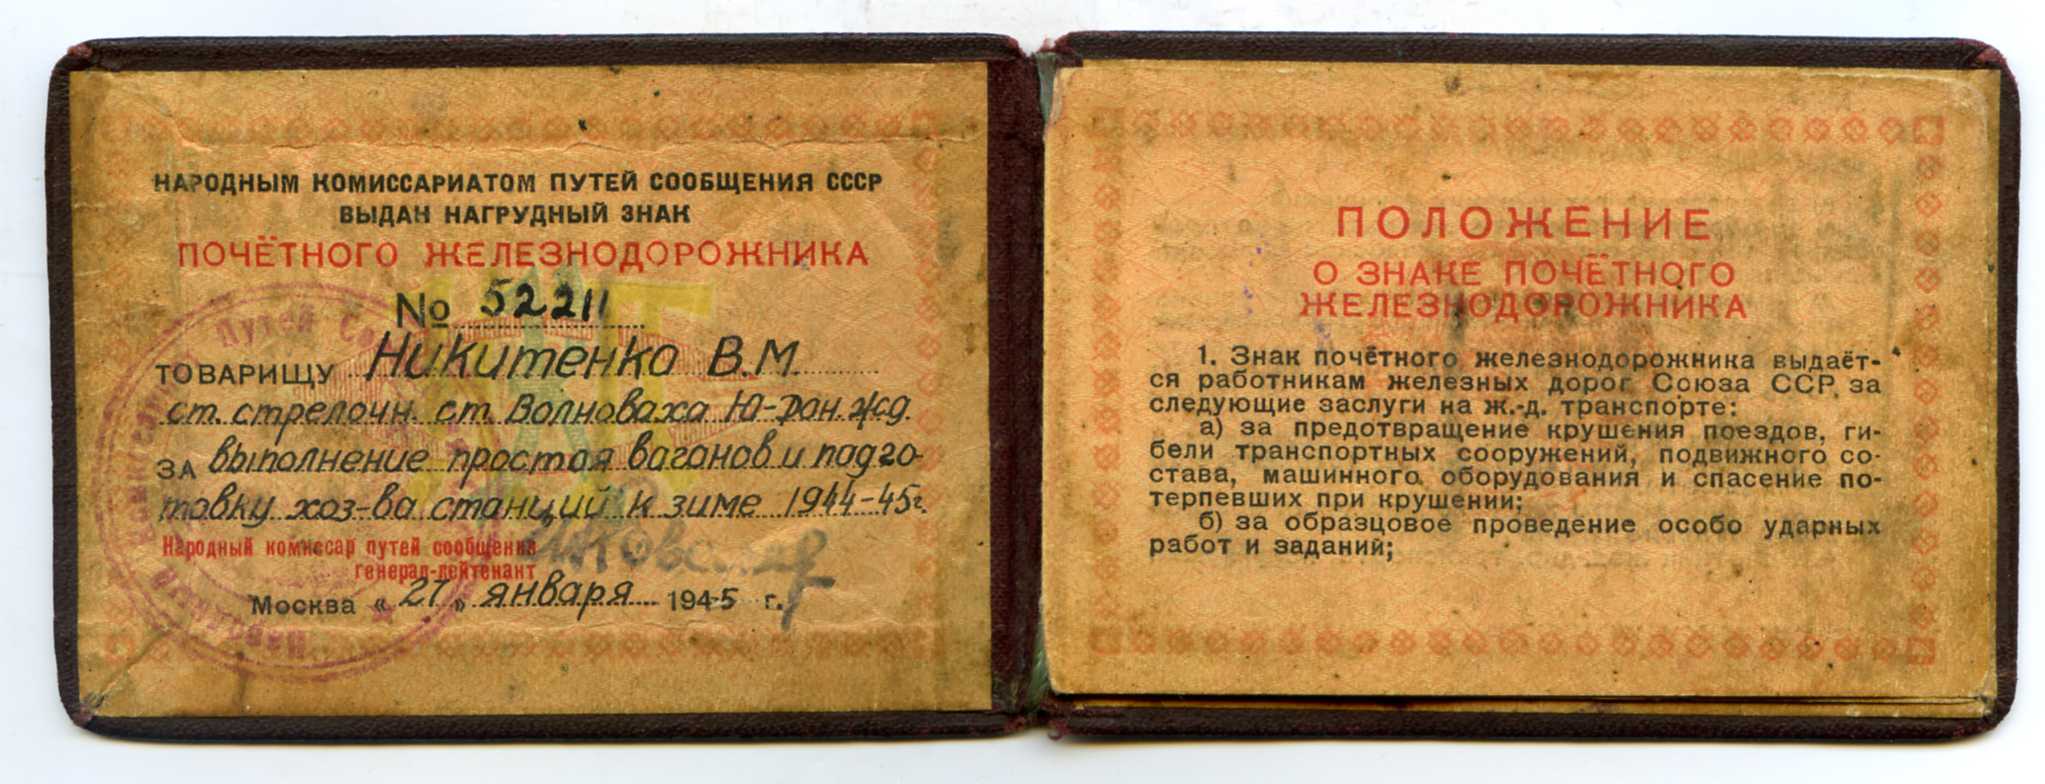 НАРОДНЫМ КОМИССАРИАТОМ ПУТЕЙ СООБЩЕНИЯ СССР
ВЫДАН НАГРУДНЫЙ ЗНАК
ПОЧЁТНОГО ЖЕЛЕЗНОДОРОЖНИКА
№ 52211
ТОВАРИЩУ Никитенко В.М.
ст. стрелочн. ст. Волноваха Ю-Дон. жд.
ЗА выполнение простоя вагонов и подго-
товку хоз-ва станций к зиме 1944-45г.
Народный комиссар путей сообщения
генерал-лейтенант
Москва «27» января 1945 г.
Путей Со
ПОЛОЖЕНИЕ
О ЗНАКЕ ПОЧЁТНОГО
ЖЕЛЕЗНОДОРОЖНИКА
1. Знак почётного железнодорожника выдаёт-
ся работникам железных дорог Союза ССР за
следующие заслуги на ж.-д. транспорте:
а) за предотвращение крушения поездов, ги-
бели транспортных сооружений, подвижного со-
става, машинного оборудования и спасение по-
терпевших при крушении;
б) за образцовое проведение особо ударных
работ и заданий;